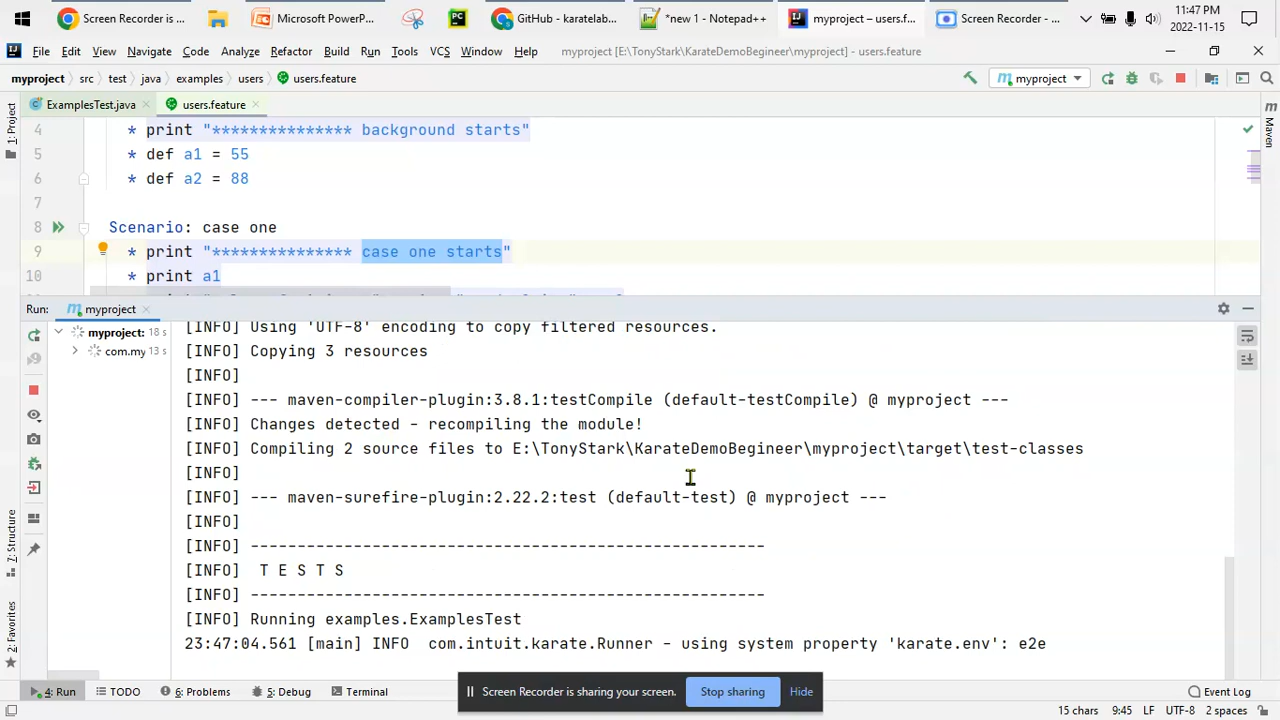 Screen Recorder is ...
Microsoft PowerP...
GitHub - karatelab...
*new 1 - Notepad++
myproject – users.f...
Screen Recorder - ...
11:47 PM
2022-11-15
File Edit View Navigate Code Analyze Refactor Build Run Tools VCS Window Help myproject [E:\TonyStark\KarateDemoBegineer\myproject] - users.feature
myproject src test java examples users users.feature myproject
ExamplesTest.java users.feature
1: Project
Maven
4 * print "*************** background starts"
5 * def a1 = 55
6 * def a2 = 88
7
8 Scenario: case one
9 * print "*************** case one starts"
10 * print a1
Run: myproject
myproject: 18 s
com.my 13 s
[INFO] Using 'UTF-8' encoding to copy filtered resources.
[INFO] Copying 3 resources
[INFO]
[INFO] --- maven-compiler-plugin:3.8.1:testCompile (default-testCompile) @ myproject ---
[INFO] Changes detected - recompiling the module!
[INFO] Compiling 2 source files to E:\TonyStark\KarateDemoBegineer\myproject\target\test-classes
[INFO]
[INFO] --- maven-surefire-plugin:2.22.2:test (default-test) @ myproject ---
[INFO]
[INFO] -------------------------------------------------------
[INFO]  T E S T S
[INFO] -------------------------------------------------------
[INFO] Running examples.ExamplesTest
23:47:04.561 [main] INFO  com.intuit.karate.Runner - using system property 'karate.env': e2e
7: Structure
2: Favorites
4: Run TODO 6: Problems 5: Debug Terminal Event Log
Screen Recorder is sharing your screen. Stop sharing Hide
15 chars 9:45 LF UTF-8 2 spaces